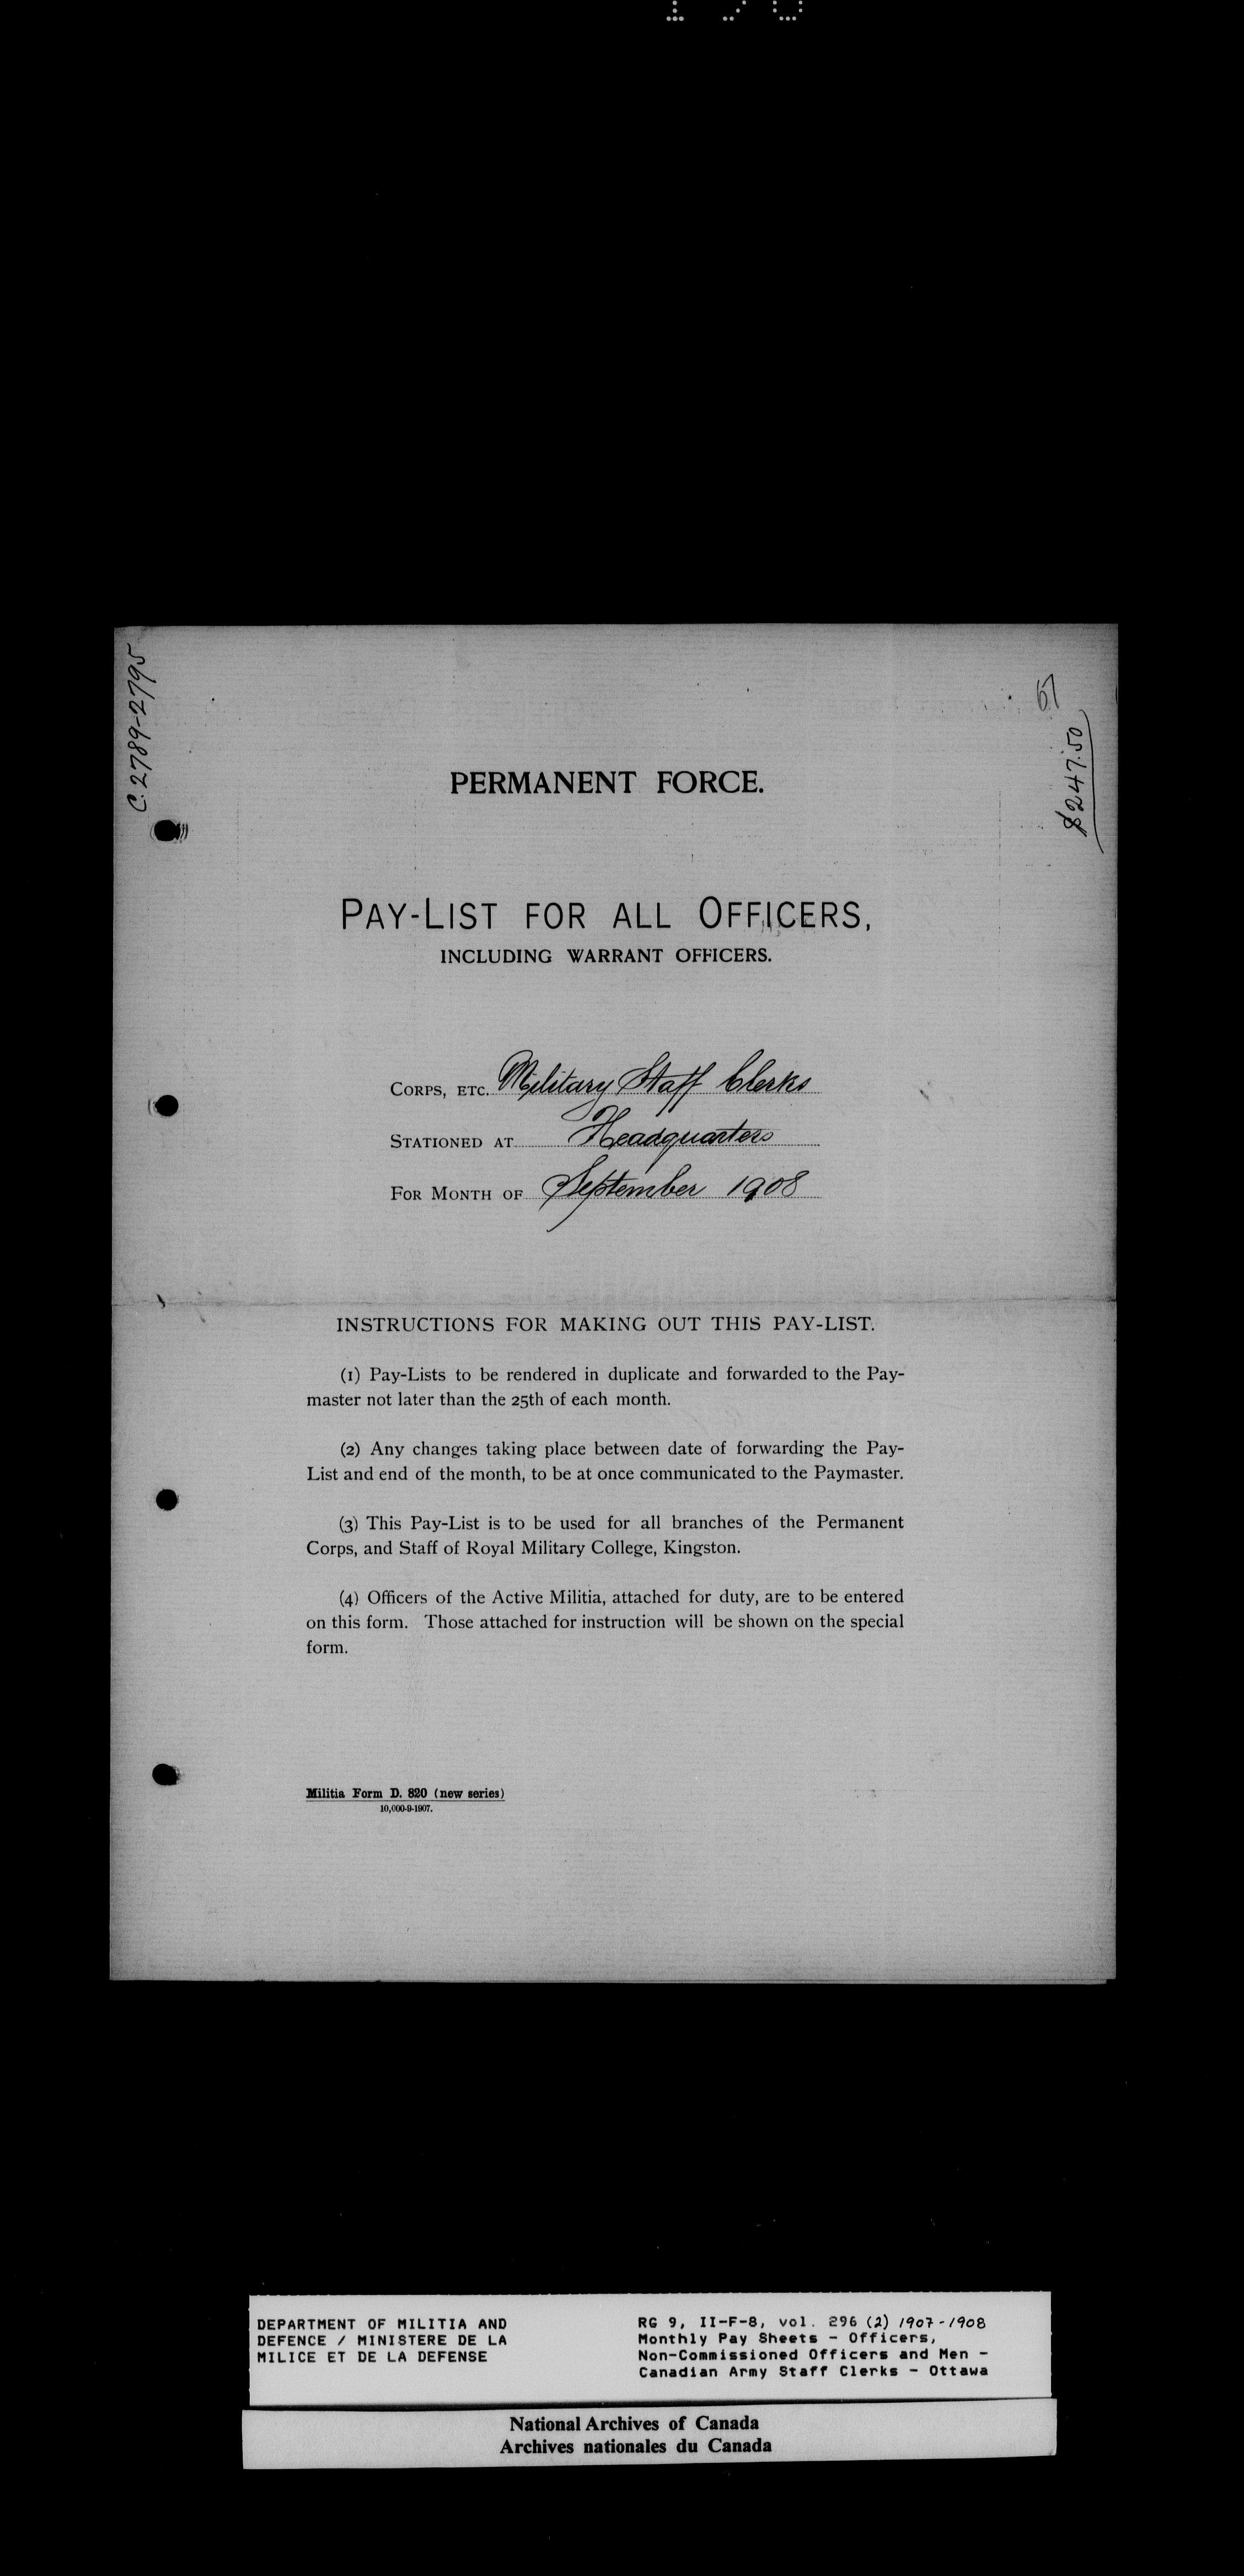 C. 2789-2795
67
$247.50
PERMANENT FORCE.
PAY-LIST FOR ALL OFFICERS,
INCLUDING WARRANT OFFICERS.
CORPS, ETC. Military Staff Clerks
STATIONED AT Headquarters
FOR MONTH OF September 1908
INSTRUCTIONS FOR MAKING OUT THIS PAY-LIST.
(1) Pay-Lists to be rendered in duplicate and forwarded to the Pay-
master not later than the 25th of each month.
(2) Any changes taking place between date of forwarding the Pay-
List and end of the month, to be at once communicated to the Paymaster.
(3) This Pay-List is to be used for all branches of the Permanent
Corps, and Staff of Royal Military College, Kingston.
(4) Officers of the Active Militia, attached for duty, are to be entered
on this form. Those attached for instruction will be shown on the special
form.
Militia Form D. 820 (new series)
10,000-9-1907.
DEPARTMENT OF MILITIA AND
DEFENCE / MINISTERE DE LA
MILICE ET DE LA DEFENSE
RG 9, II-F-8, vol. 296 (2) 1907-1908
Monthly Pay Sheets - Officers,
Non-Commissioned Officers and Men -
Canadian Army Staff Clerks - Ottawa
National Archives of Canada
Archives nationales du Canada